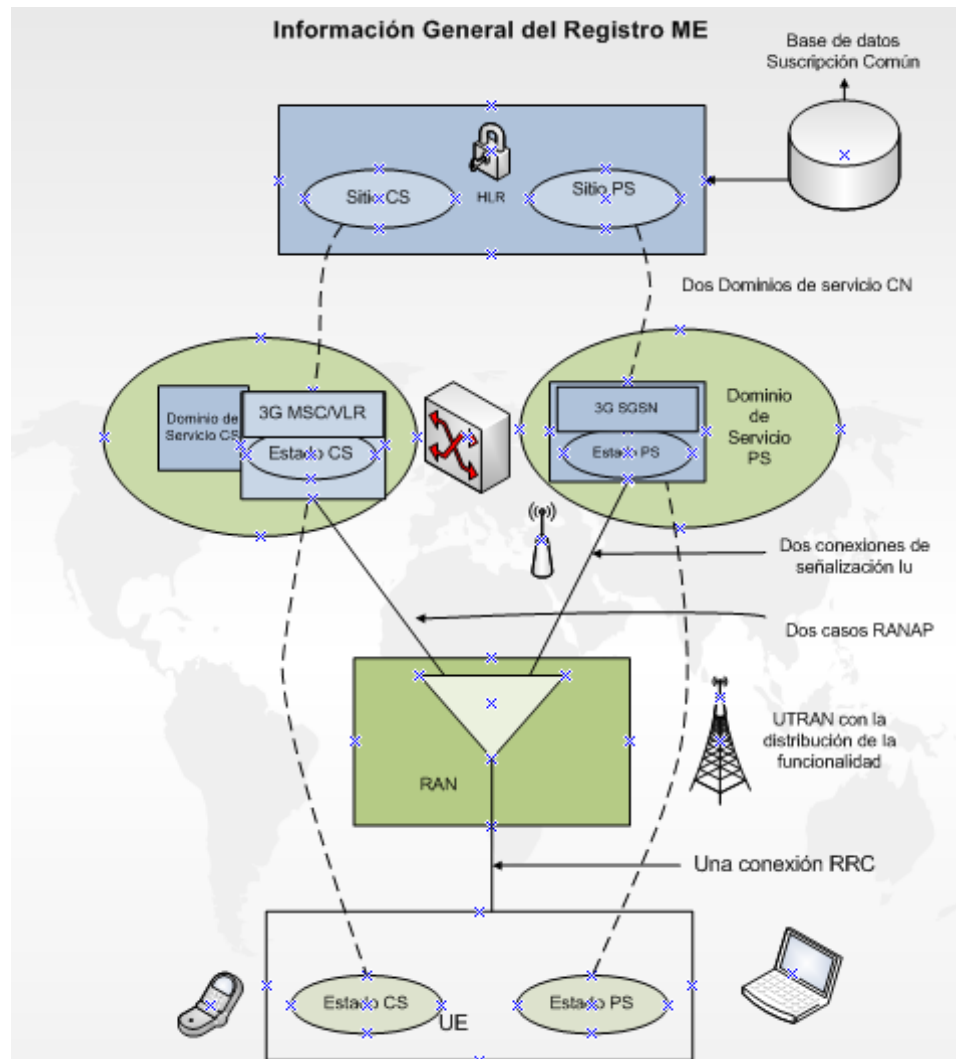 Información General del Registro ME
Base de datos
Suscripción Común
Sitio CS
HLR
Sitio PS
Dos Dominios de servicio CN
Dominio de
Servicio CS
3G MSC/VLR
Estado CS
3G SGSN
Estado PS
Dominio
de
Servicio
PS
Dos conexiones de
señalización Iu
Dos casos RANAP
UTRAN con la
distribución de la
funcionalidad
RAN
Una conexión RRC
Estado CS
UE
Estado PS